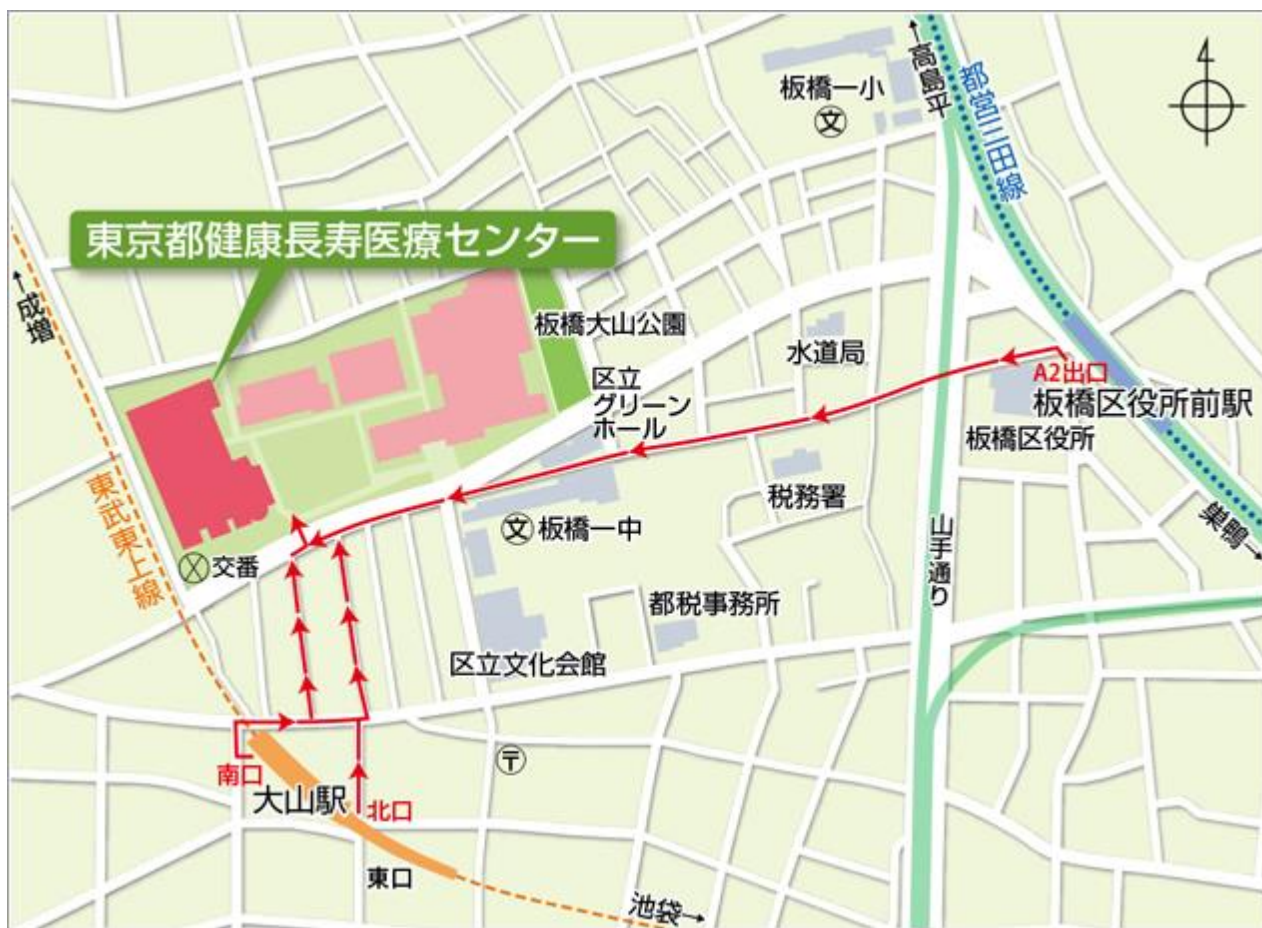 板橋一小
文
←高島平
都営三田線
東京都健康長寿医療センター
←成増
板橋大山公園
水道局
区立
グリーン
ホール
A2出口
板橋区役所前駅
板橋区役所
東武東上線
税務署
文 板橋一中
山手通り
巣鴨→
交番
都税事務所
区立文化会館
〒
南口
大山駅
北口
東口
池袋→